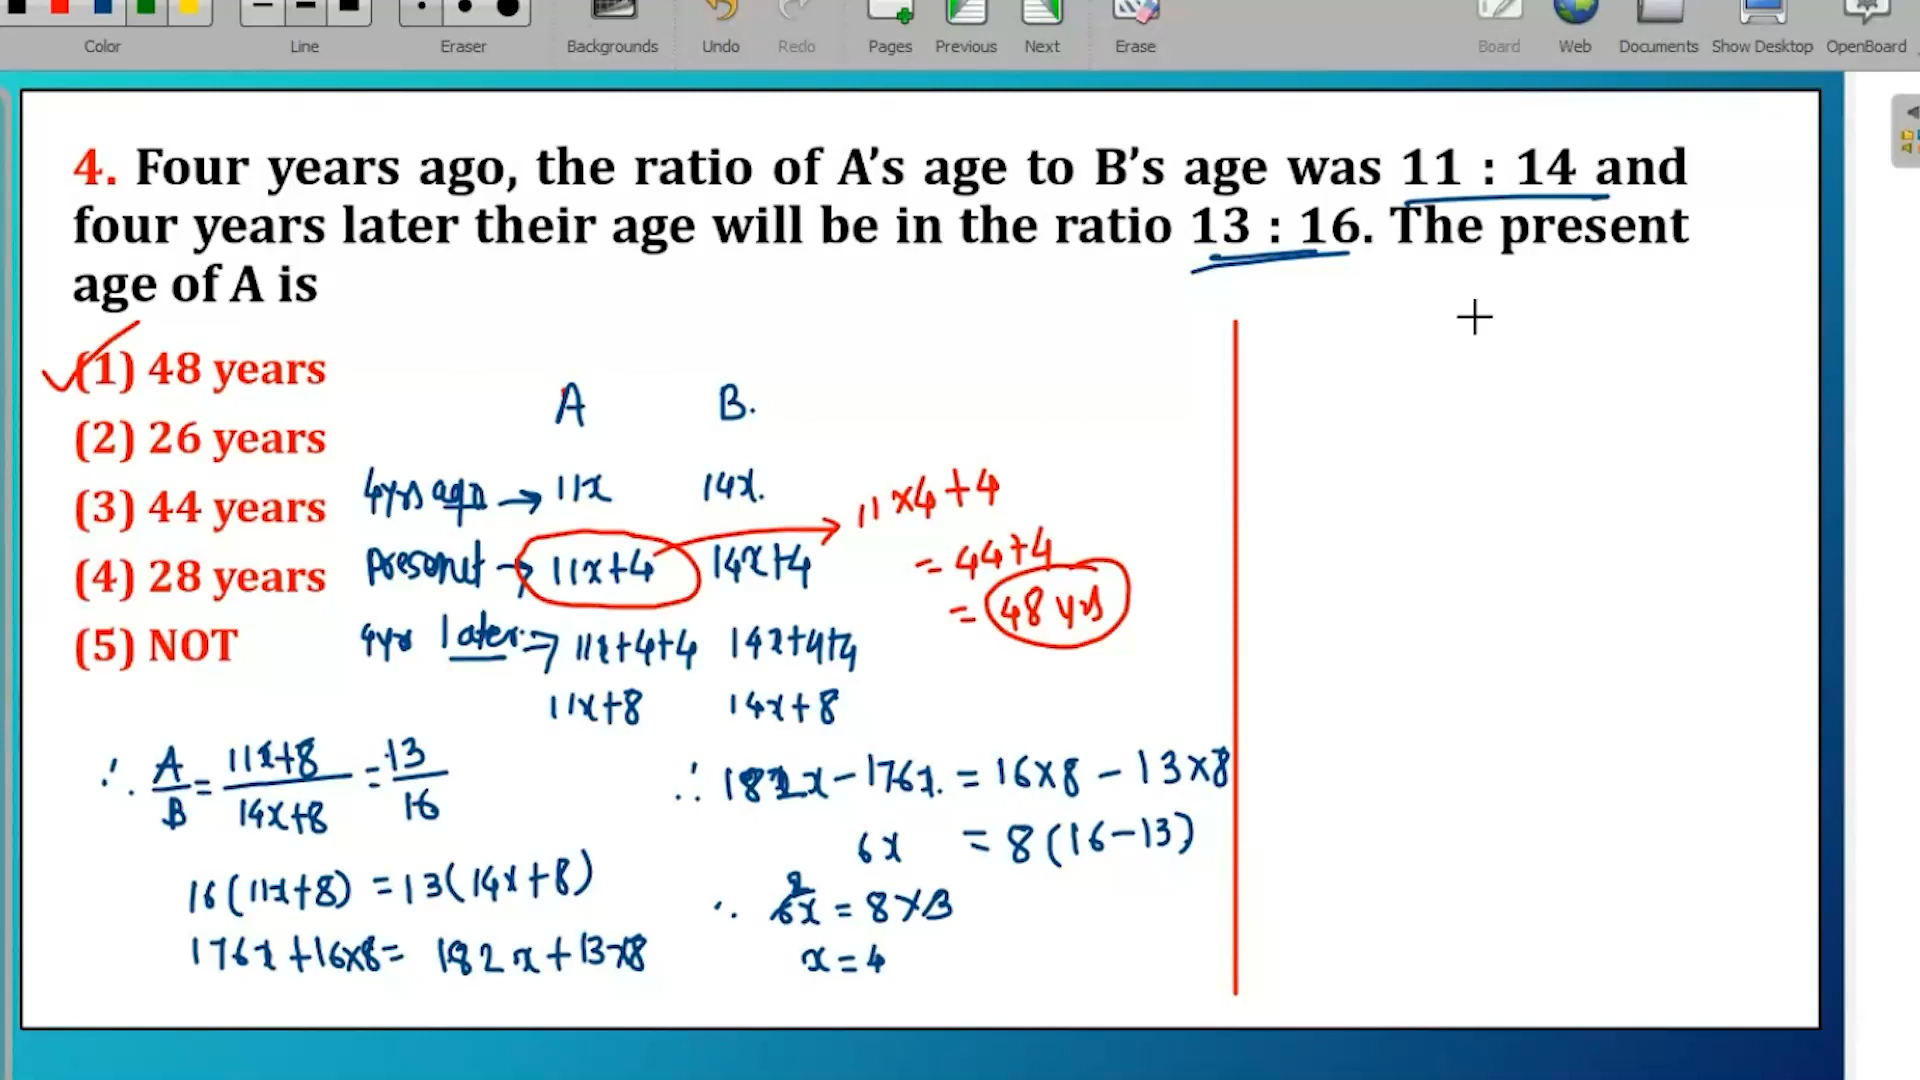 Color Line Eraser Backgrounds Undo Redo Pages Previous Next Erase Board Web Documents Show Desktop OpenBoard
4. Four years ago, the ratio of A’s age to B’s age was 11 : 14 and
four years later their age will be in the ratio 13 : 16. The present
age of A is
(1) 48 years
(2) 26 years
(3) 44 years
(4) 28 years
(5) NOT
A B.
4yrs ago → 11x 14x.
present → 11x+4 14x+4
4yr later → 11x+4+4 14x+4+4
11x+8 14x+8
11×4+4
= 44+4
= 48 yrs
∴ A/B = 11x+8/14x+8 = 13/16
16(11x+8) = 13(14x+8)
176x+16×8 = 182x+13×8
∴ 182x-176x = 16×8-13×8
6x = 8(16-13)
∴ 6x = 8×3
2
x = 4